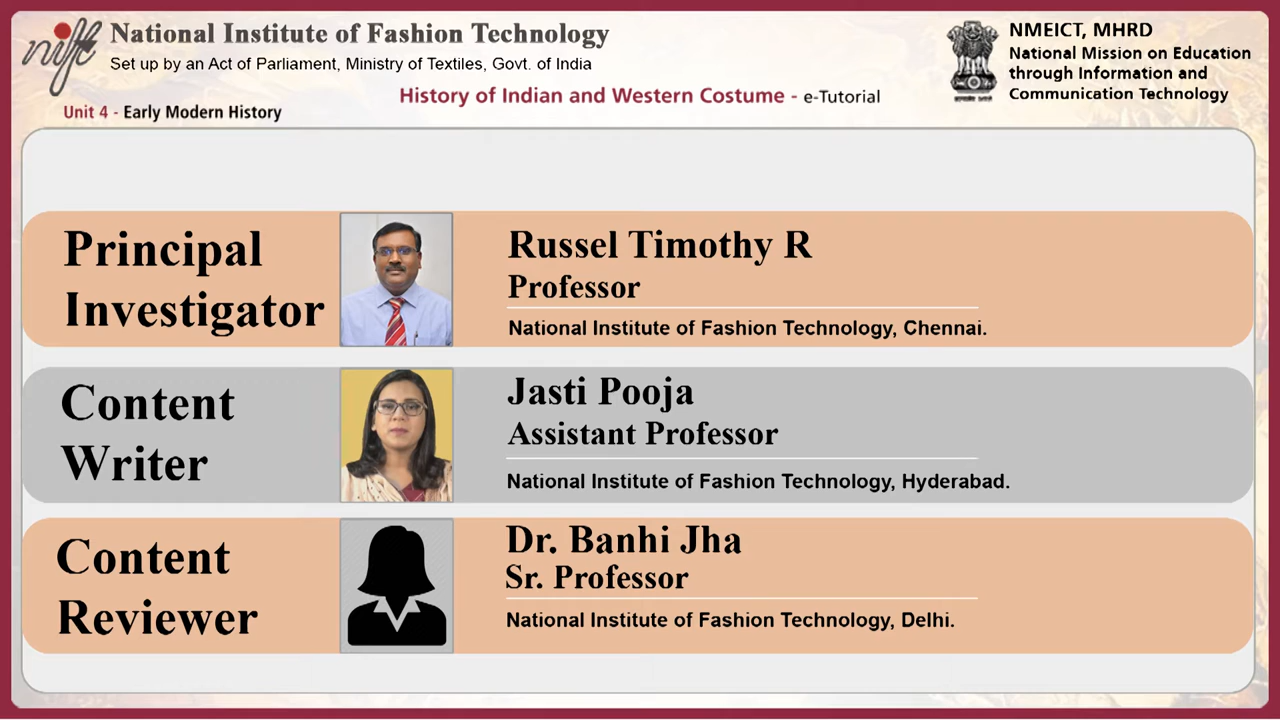 nift
National Institute of Fashion Technology
Set up by an Act of Parliament, Ministry of Textiles, Govt. of India
History of Indian and Western Costume - e-Tutorial
Unit 4 - Early Modern History
NMEICT, MHRD
National Mission on Education
through Information and
Communication Technology
Principal
Investigator
Russel Timothy R
Professor
National Institute of Fashion Technology, Chennai.
Content
Writer
Jasti Pooja
Assistant Professor
National Institute of Fashion Technology, Hyderabad.
Content
Reviewer
Dr. Banhi Jha
Sr. Professor
National Institute of Fashion Technology, Delhi.